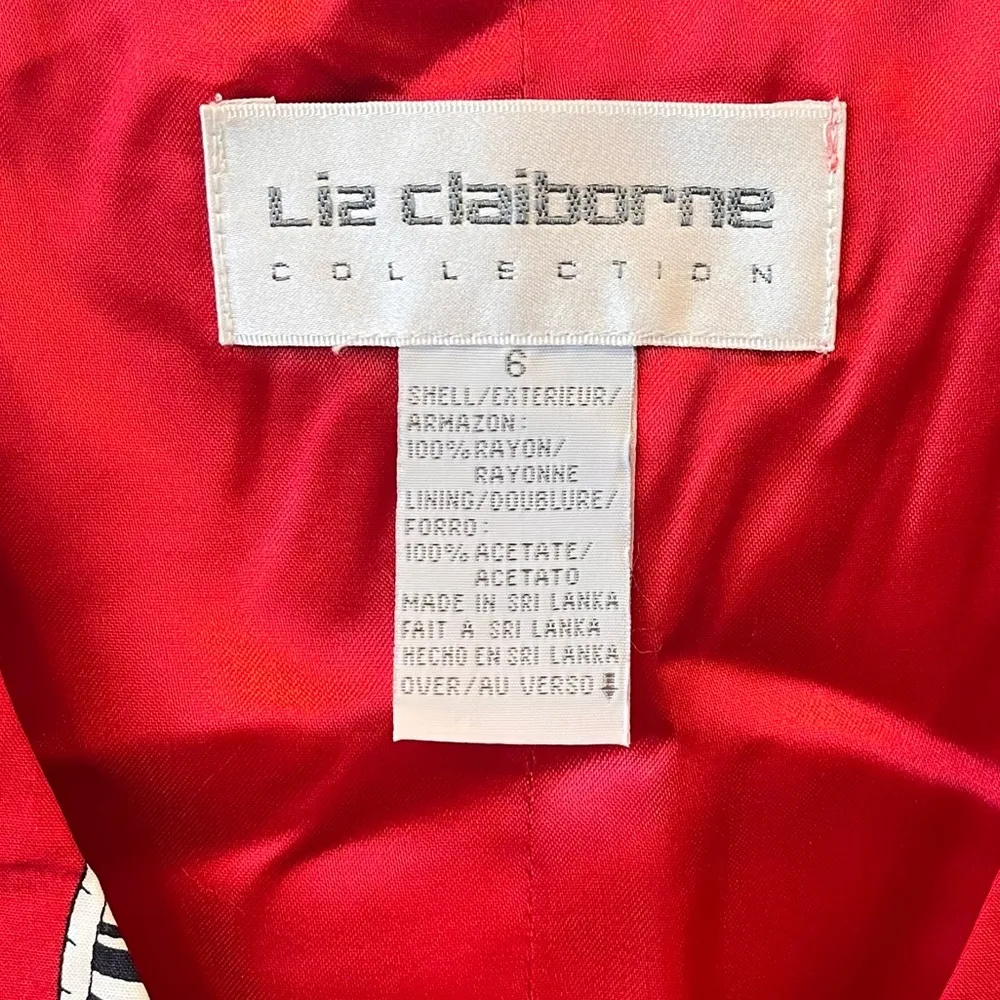 Liz claiborne
COLLECTION
6
SHELL/EXTERIEUR/
ARMAZON:
100% RAYON/
RAYONNE
LINING/DOUBLURE/
FORRO:
100% ACETATE/
ACETATO
MADE IN SRI LANKA
FAIT A SRI LANKA
HECHO EN SRI LANKA
OVER/AU VERSO